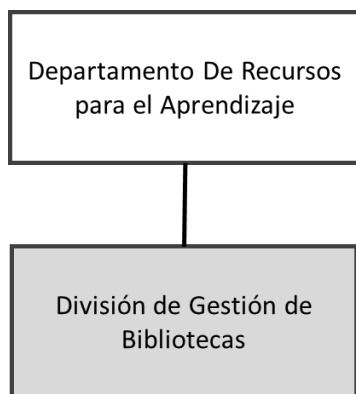 Departamento De Recursos
para el Aprendizaje
División de Gestión de
Bibliotecas